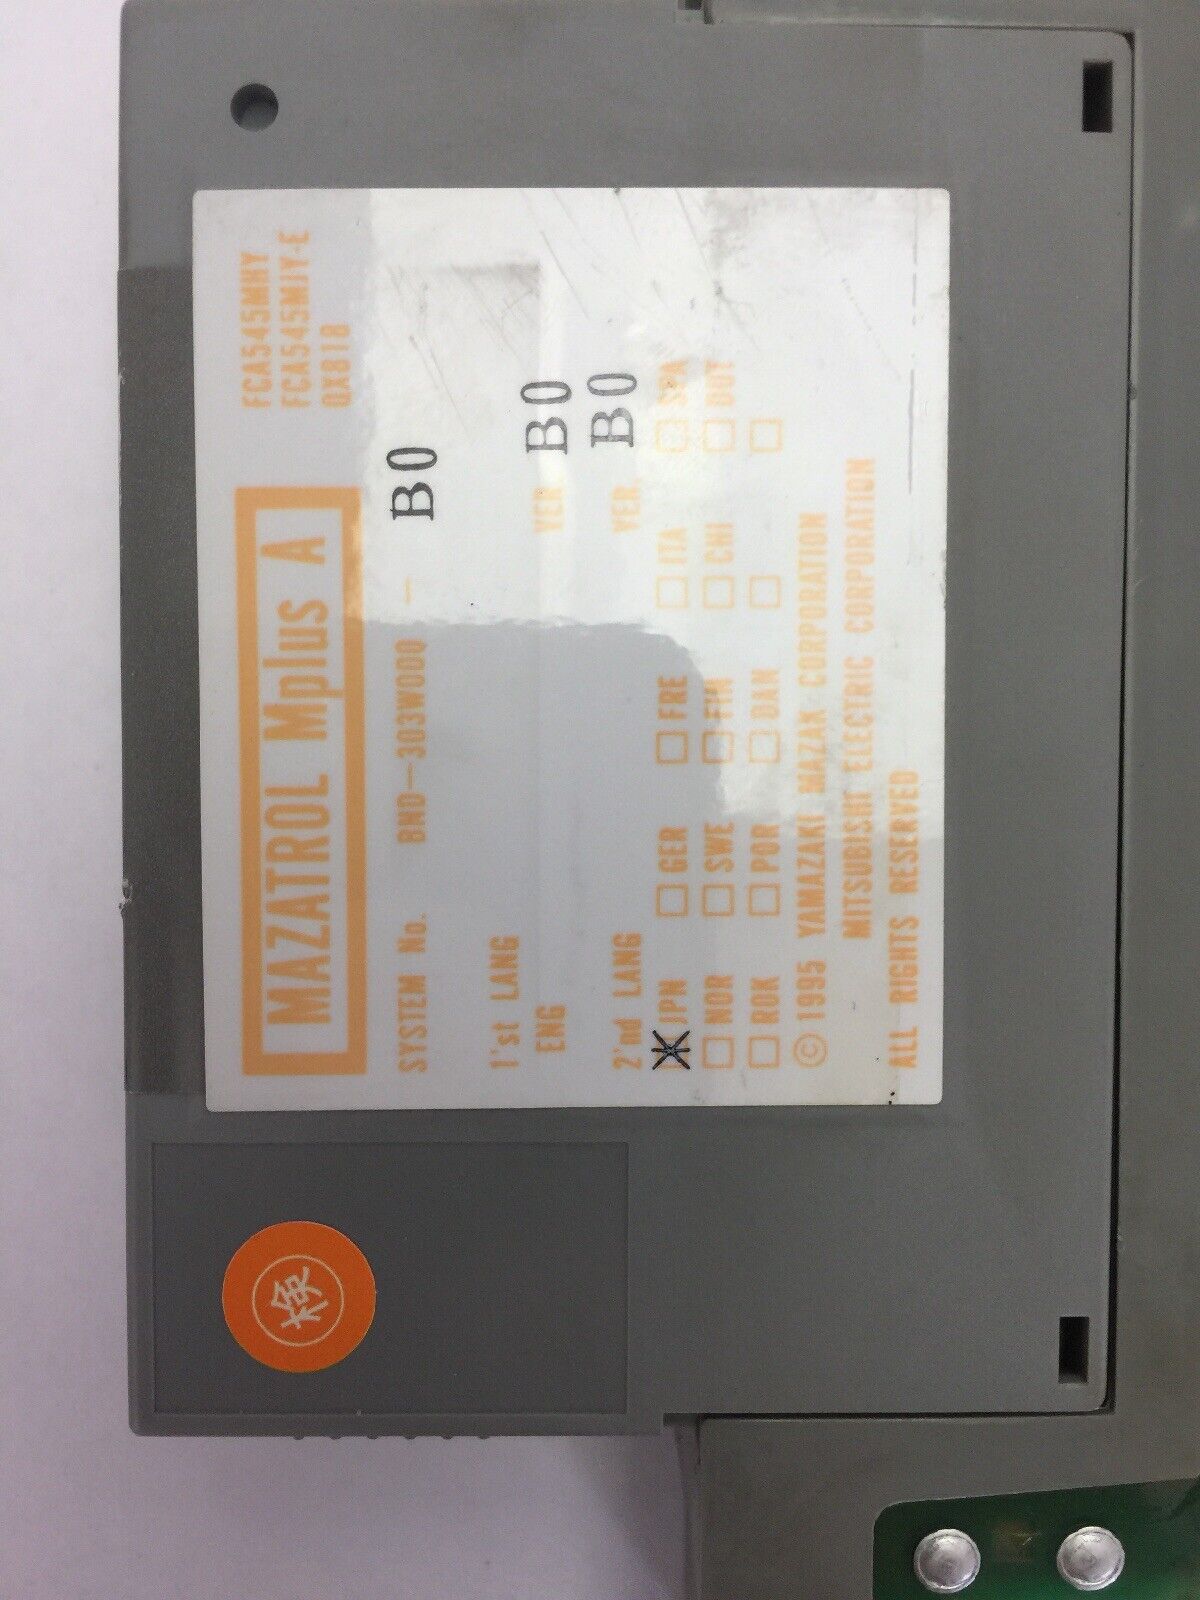 MAZATROL Mplus A
FCA545MHY
FCA545MJY-E
QX818
SYSTEM No. BND-303W000 - B0
1'st LANG
ENG VER. B0
2'nd LANG VER. B0
☒ JPN □ GER □ FRE □ ITA □ SPA
□ NOR □ SWE □ FIN □ CHI □ DUT
□ ROK □ POR □ DAN □ □
©1995 YAMAZAKI MAZAK CORPORATION
MITSUBISHI ELECTRIC CORPORATION
ALL RIGHTS RESERVED
検